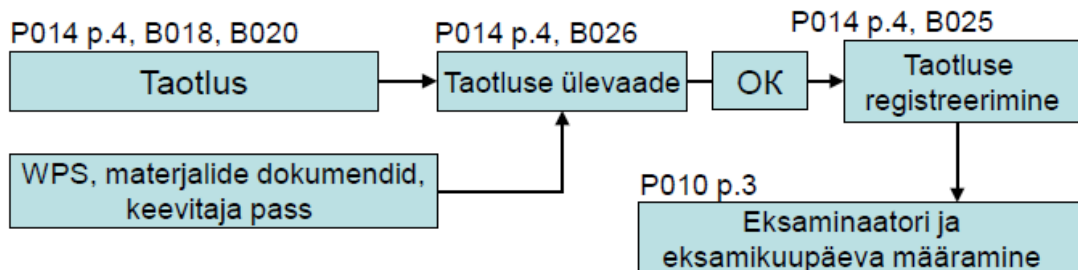 P014 p.4, B018, B020
Taotlus
P014 p.4, B026
Taotluse ülevaade
OK
P014 p.4, B025
Taotluse
registreerimine
WPS, materjalide dokumendid,
keevitaja pass
P010 p.3
Eksaminaatori ja
eksamikuupäeva määramine